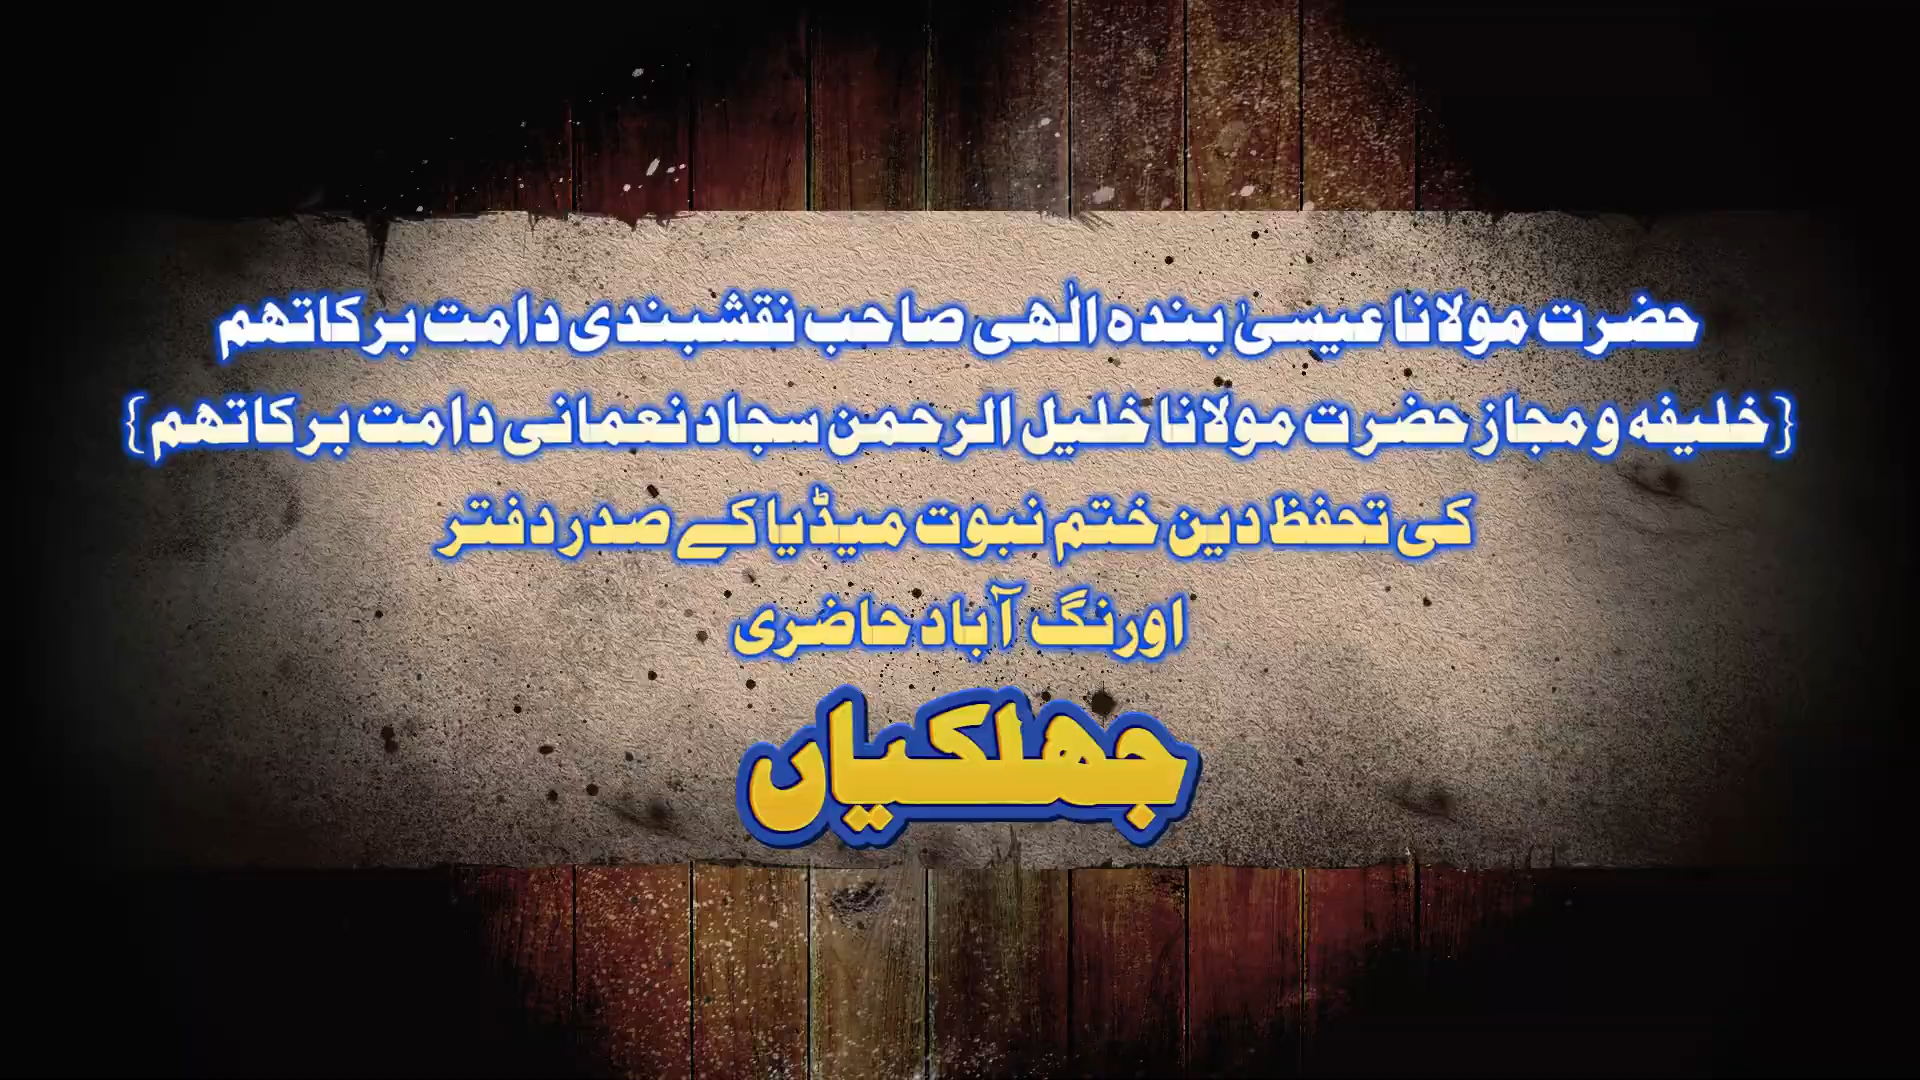 حضرت مولانا عیسیٰ بندہ الٰھی صاحب نقشبندی دامت برکاتھم
{خلیفہ و مجاز حضرت مولانا خلیل الرحمن سجاد نعمانی دامت برکاتھم}
کی تحفظ دین ختم نبوت میڈیا کے صدر دفتر
اورنگ آباد حاضری
جھلکیاں